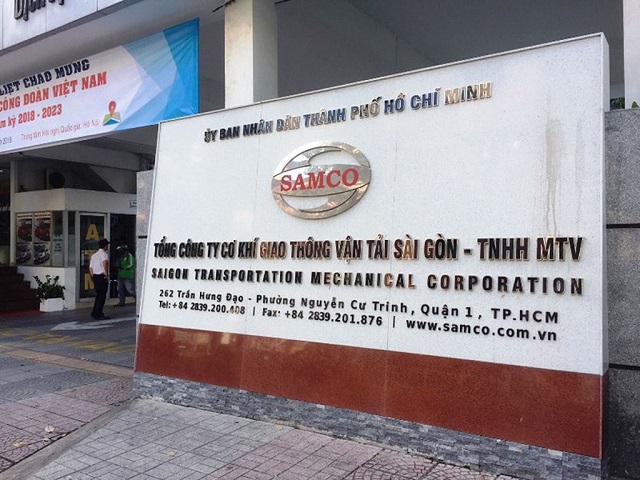 LIỆT CHÀO MỪNG
CÔNG ĐOÀN VIỆT NAM
kỳ 2018 - 2023
ỦY BAN NHÂN DÂN THÀNH PHỐ HỒ CHÍ MINH
SAMCO
TỔNG CÔNG TY CƠ KHÍ GIAO THÔNG VẬN TẢI SÀI GÒN - TNHH MTV
SAIGON TRANSPORTATION MECHANICAL CORPORATION
262 Trần Hưng Đạo - Phường Nguyễn Cư Trinh, Quận 1, TP.HCM
Tel: +84 2839.200.408 | Fax: +84 2839.201.876 | www.samco.com.vn